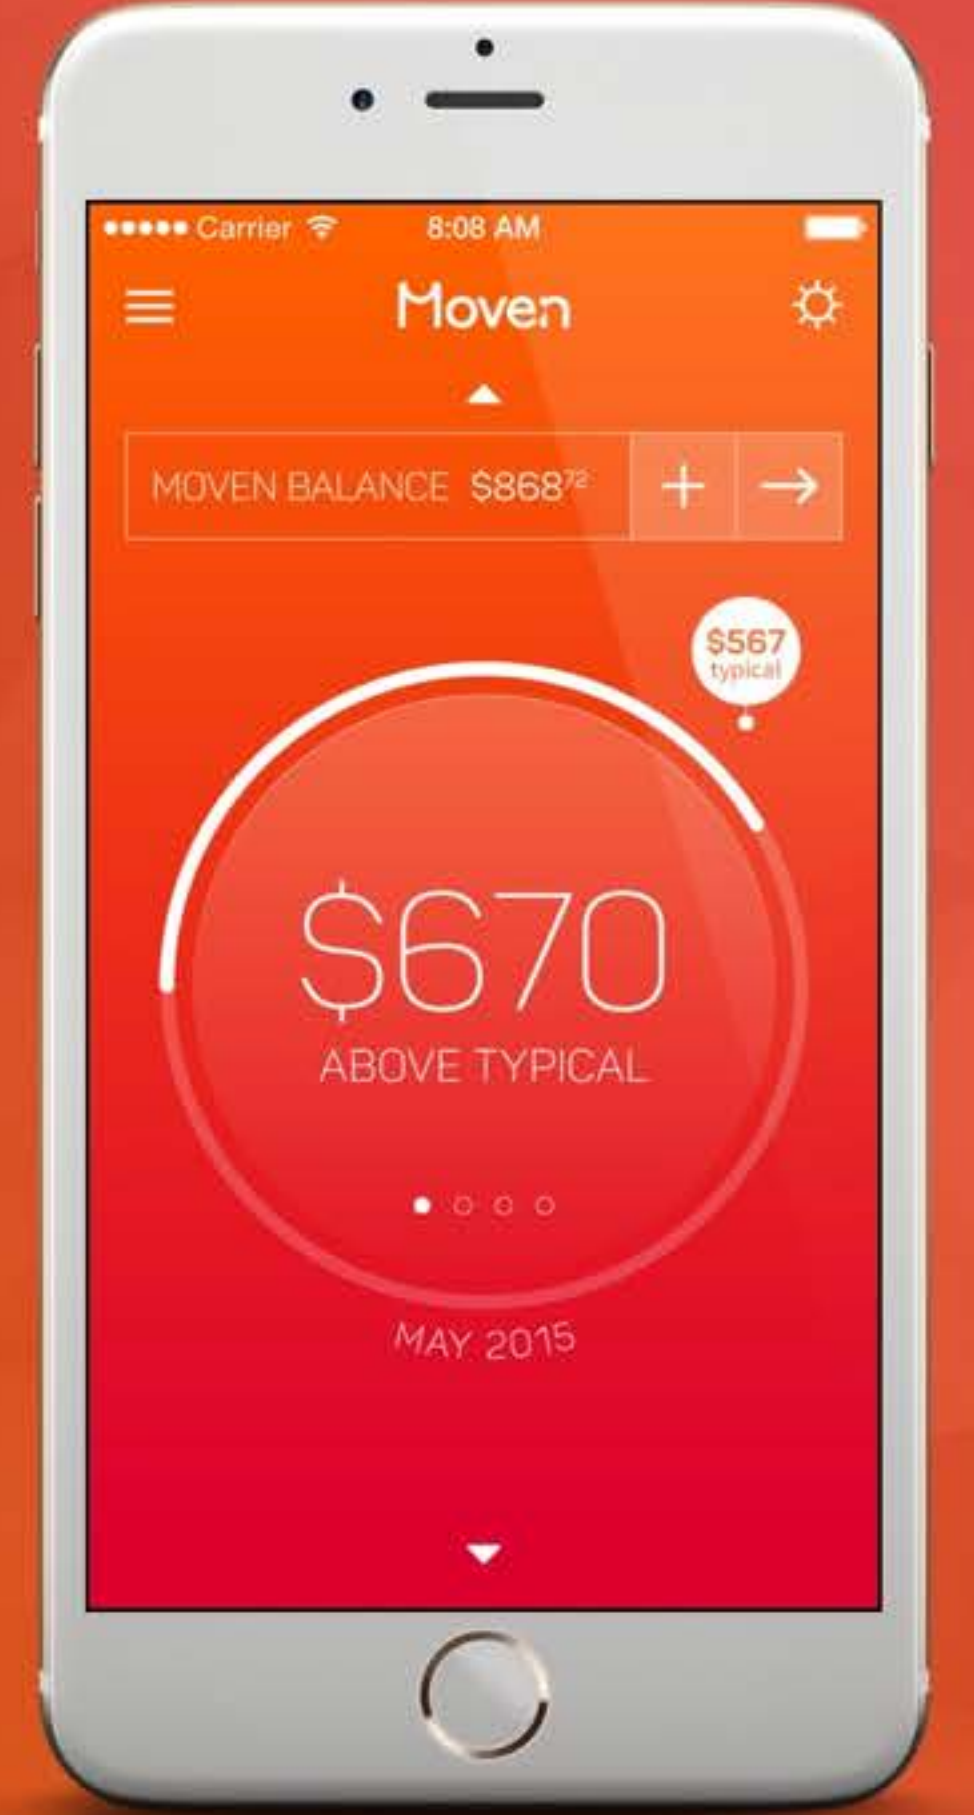 Carrier 8:08 AM
Moven
MOVEN BALANCE $868⁷²
$567
typical
$670
ABOVE TYPICAL
MAY 2015